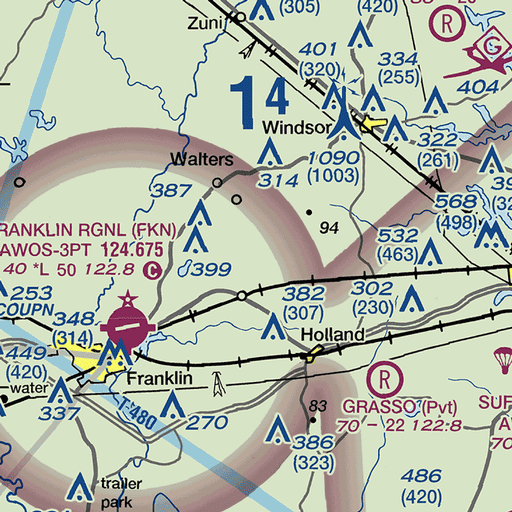 (305)
(420)
Zuni
R
G
401
(320)
334
(255)
404
14
Windsor
322
(261)
Walters
1090
(1003)
314
387
94
568
(498)
RANKLIN RGNL (FKN)
AWOS-3PT 124.675
40 *L 50 122.8 C
399
532
(463)
253
COUPN
382
(307)
302
(230)
348
(314)
Holland
449
(420)
water
Franklin
R
GRASSO (Pvt)
70 - 22 122.8
337
T 480
270
83
386
(323)
486
(420)
trailer
park